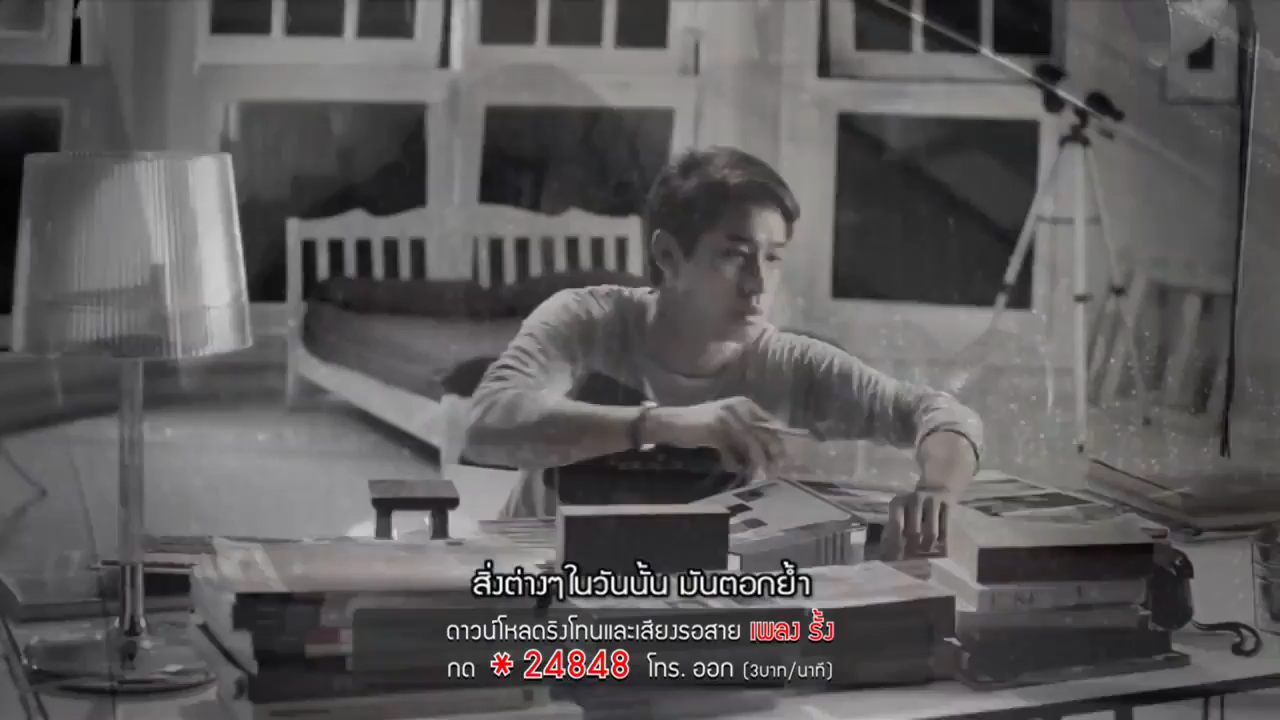 สิ่งต่างๆในวันนั้น มันตอกย้ำ
ดาวน์โหลดริงโทนและเสียงรอสาย เพลง รั้ง
กด * 24848 โทร. ออก (3บาท/นาที)